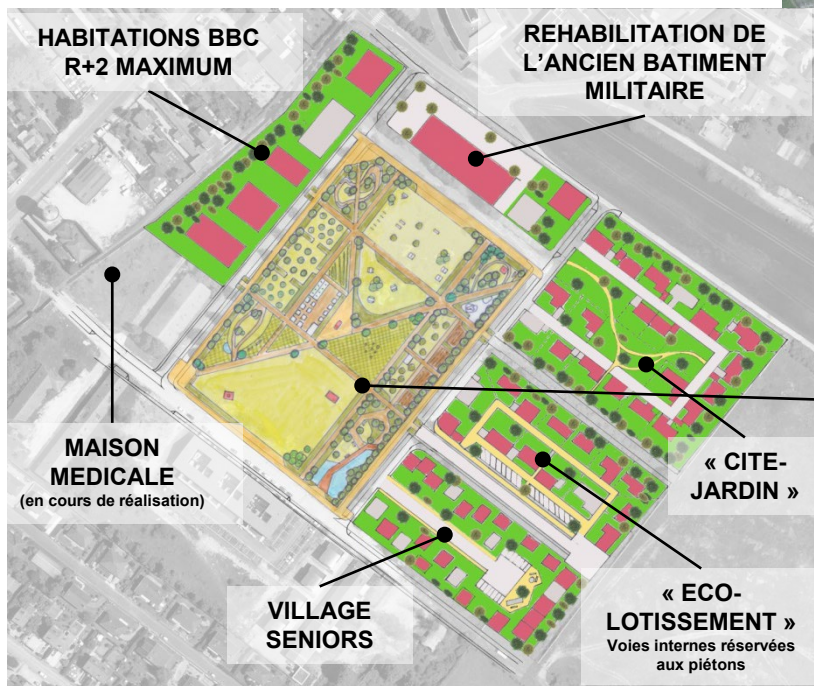 HABITATIONS BBC
R+2 MAXIMUM
REHABILITATION DE
L'ANCIEN BATIMENT
MILITAIRE
MAISON
MEDICALE
(en cours de réalisation)
« CITE-
JARDIN »
VILLAGE
SENIORS
« ECO-
LOTISSEMENT »
Voies internes réservées
aux piétons